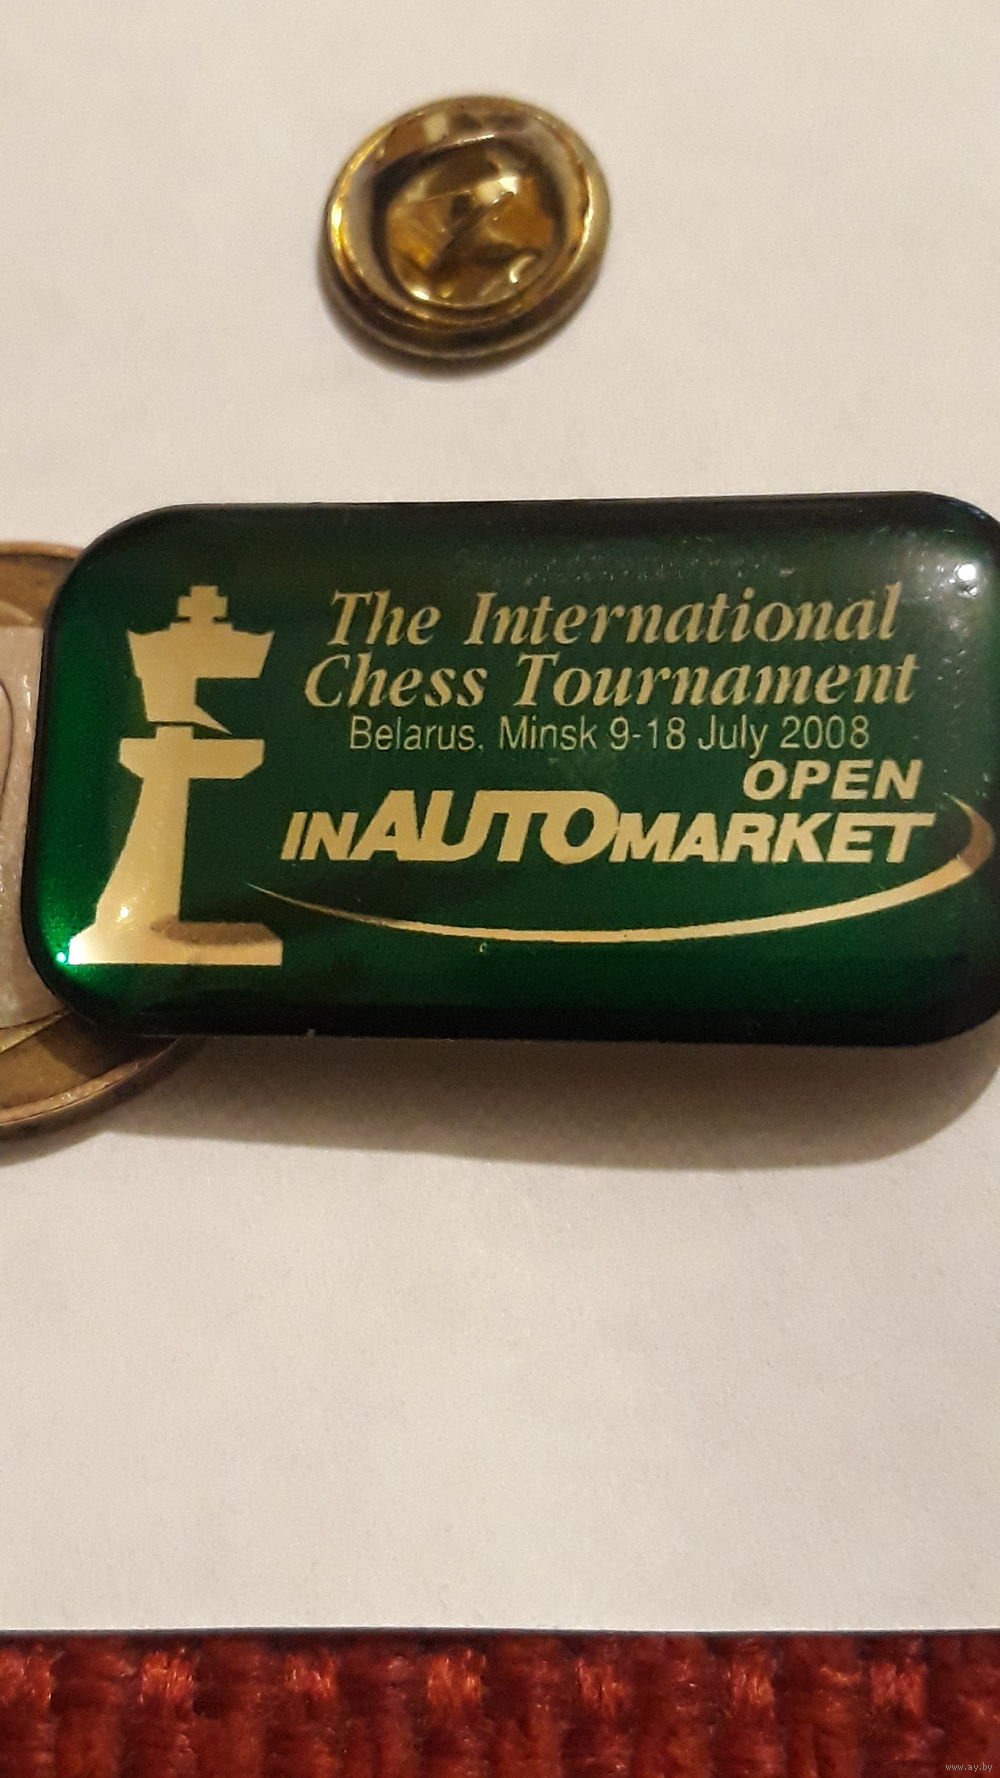 The International
Chess Tournament
Belarus. Minsk 9-18 July 2008
OPEN
INAUTOMARKET
www.ay.by